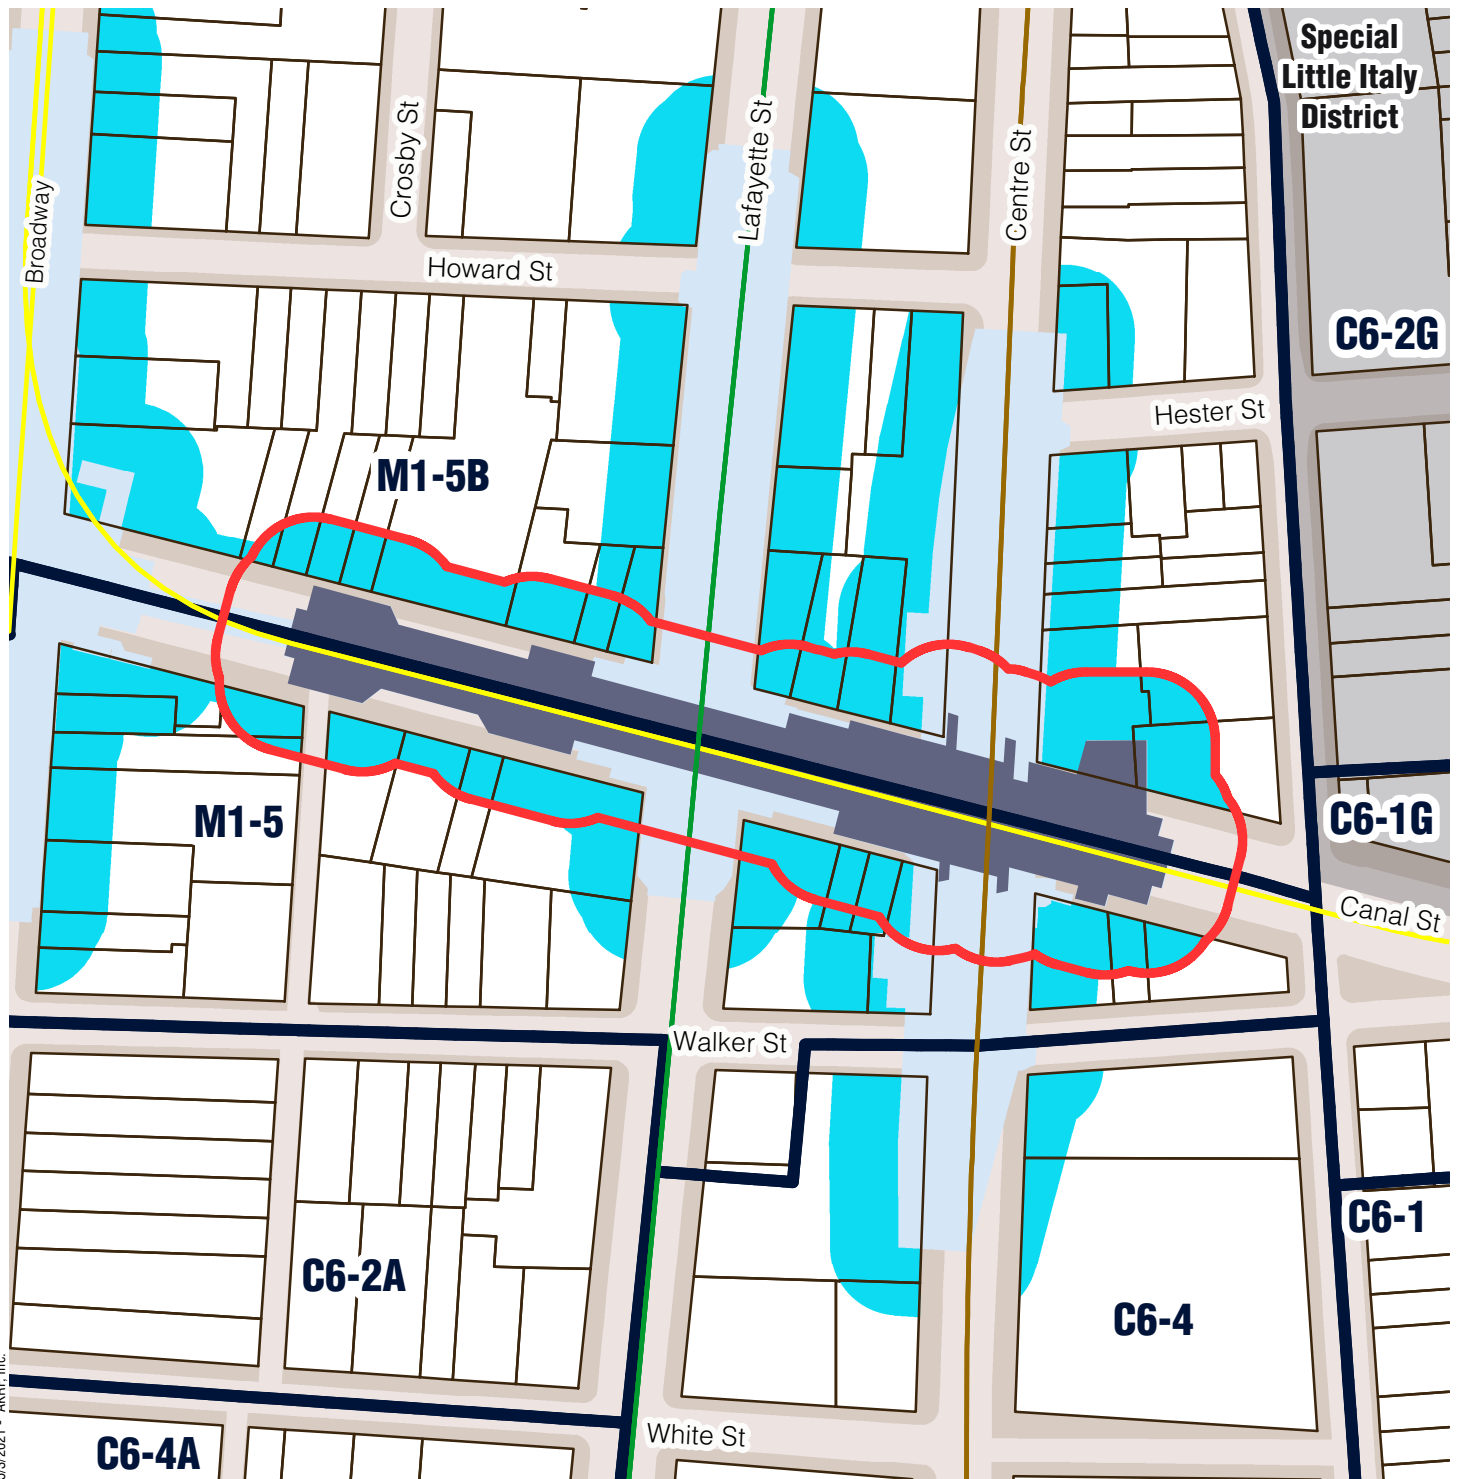 Special
Little Italy
District
Crosby St
Lafayette St
Centre St
Broadway
Howard St
C6-2G
Hester St
M1-5B
M1-5
C6-1G
Canal St
Walker St
C6-1
C6-2A
C6-4
White St
C6-4A